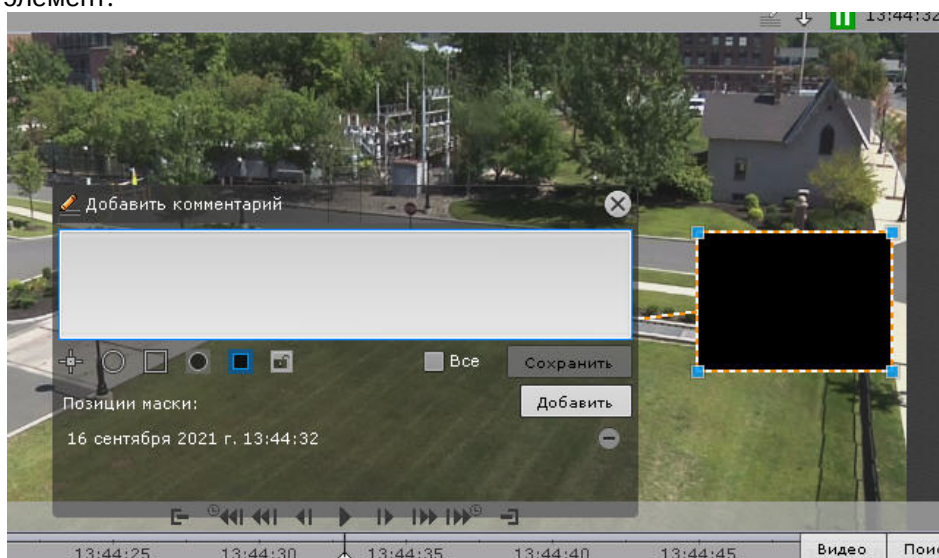 элемент.
13:44:32
Добавить комментарий
Все
Сохранить
Позиции маски:
Добавить
16 сентября 2021 г. 13:44:32
13:44:25 13:44:30 13:44:35 13:44:40 13:44:45
Видео